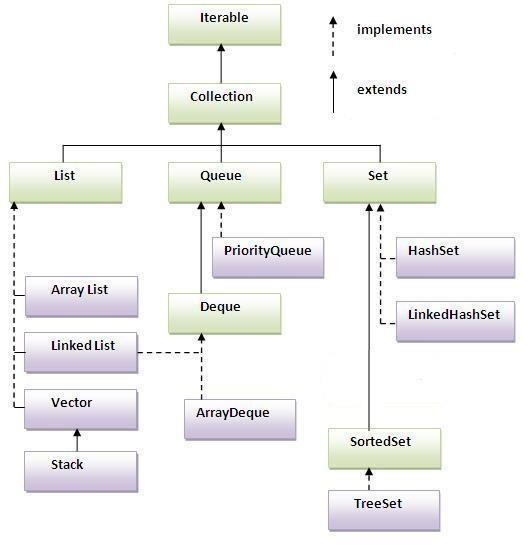 Iterable
implements
extends
Collection
List
Queue
Set
PriorityQueue
HashSet
Array List
Deque
LinkedHashSet
Linked List
Vector
ArrayDeque
SortedSet
Stack
TreeSet